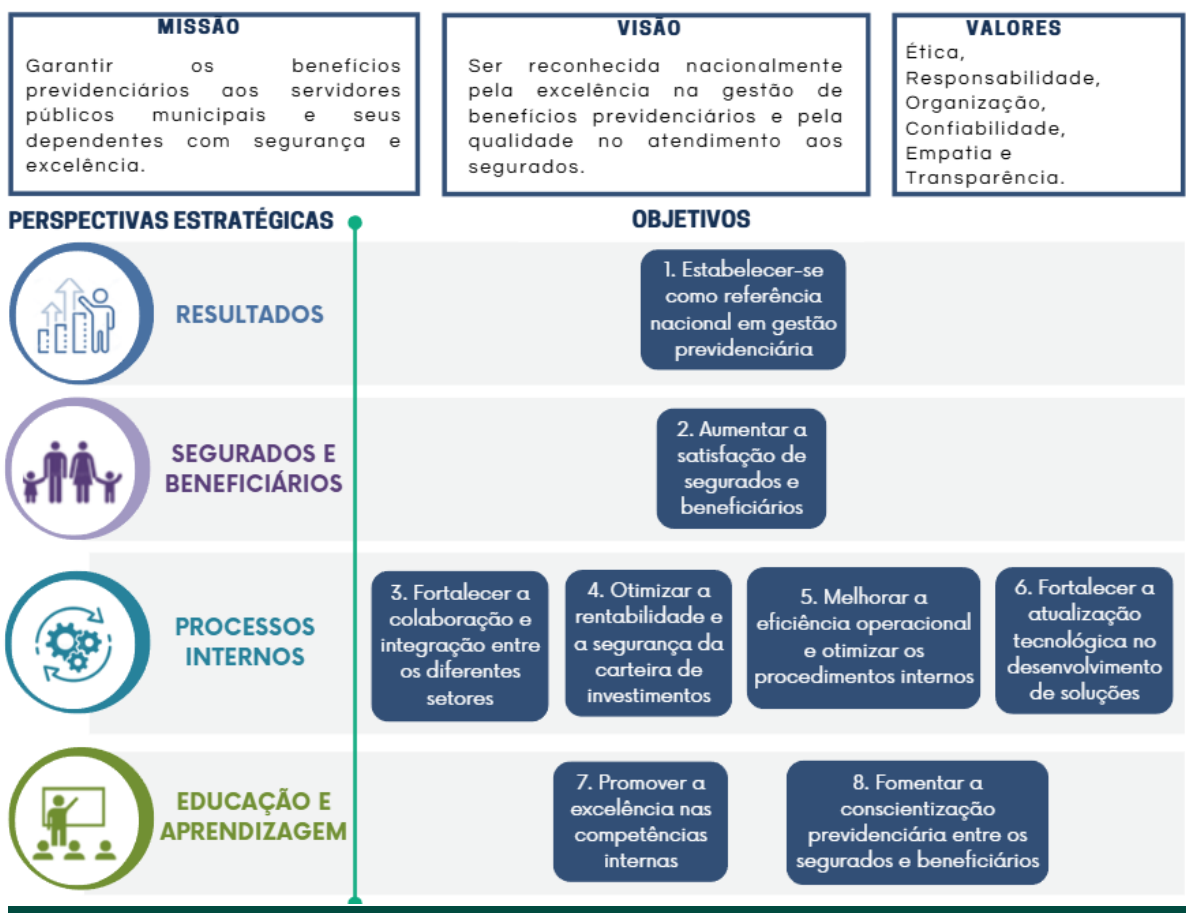 MISSÃO
Garantir os benefícios
previdenciários aos servidores
públicos municipais e seus
dependentes com segurança e
excelência.
VISÃO
Ser reconhecida nacionalmente
pela excelência na gestão de
benefícios previdenciários e pela
qualidade no atendimento aos
segurados.
VALORES
Ética,
Responsabilidade,
Organização,
Confiabilidade,
Empatia e
Transparência.
PERSPECTIVAS ESTRATÉGICAS
OBJETIVOS
RESULTADOS
1. Estabelecer-se
como referência
nacional em gestão
previdenciária
SEGURADOS E
BENEFICIÁRIOS
2. Aumentar a
satisfação de
segurados e
beneficiários
PROCESSOS
INTERNOS
3. Fortalecer a
colaboração e
integração entre
os diferentes
setores
4. Otimizar a
rentabilidade e
a segurança da
carteira de
investimentos
5. Melhorar a
eficiência operacional
e otimizar os
procedimentos internos
6. Fortalecer a
atualização
tecnológica no
desenvolvimento
de soluções
EDUCAÇÃO E
APRENDIZAGEM
7. Promover a
excelência nas
competências
internas
8. Fomentar a
conscientização
previdenciária entre os
segurados e beneficiários